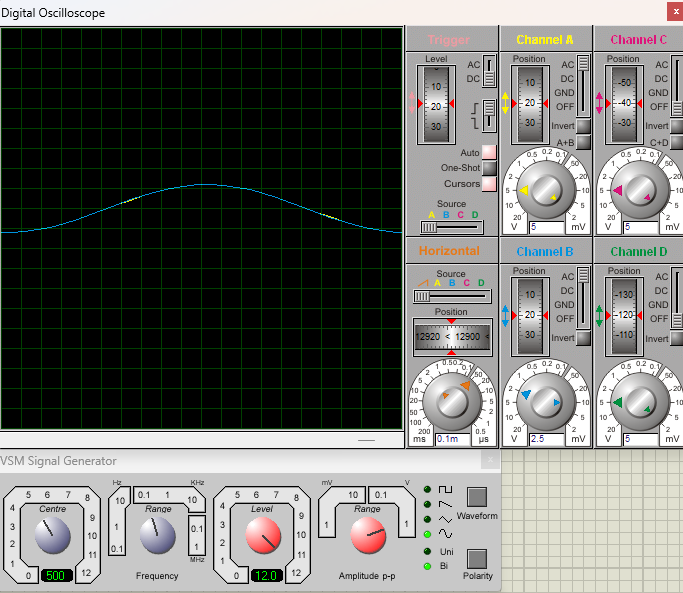 Digital Oscilloscope
x
Trigger
Level
10
20
30
AC
DC
Auto
One-Shot
Cursors
Source
A B C D
Channel A
Position
10
20
30
AC
DC
GND
OFF
Invert
A+B
20 10 5 2 1 0.5 0.2 0.1 50 20 10 5 2
V 5 mV
Channel C
Position
-50
-40
-30
AC
DC
GND
OFF
Invert
C+D
20 10 5 2 1 0.5 0.2 0.1 50 20 10 5 2
V 5 mV
Horizontal
Source
A B C D
Position
12920 < 12900 <
200 100 50 20 10 5 2 1 0.5 0.2 0.1 50 20 10 5 2 1 0.5
ms 0.1m µs
Channel B
Position
10
20
30
AC
DC
GND
OFF
Invert
20 10 5 2 1 0.5 0.2 0.1 50 20 10 5 2
V 2.5 mV
Channel D
Position
-130
-120
-110
AC
DC
GND
OFF
Invert
20 10 5 2 1 0.5 0.2 0.1 50 20 10 5 2
V 5 mV
VSM Signal Generator
Centre
0 1 2 3 4 5 6 7 8 9 10 11 12
500
Hz KHz
Range
0.1 1 10 0.1 1 10 0.1 1
MHz
Frequency
Level
0 1 2 3 4 5 6 7 8 9 10 11 12
12.0
mV V
Range
1 10 0.1 1
Amplitude p-p
Waveform
Uni
Bi
Polarity